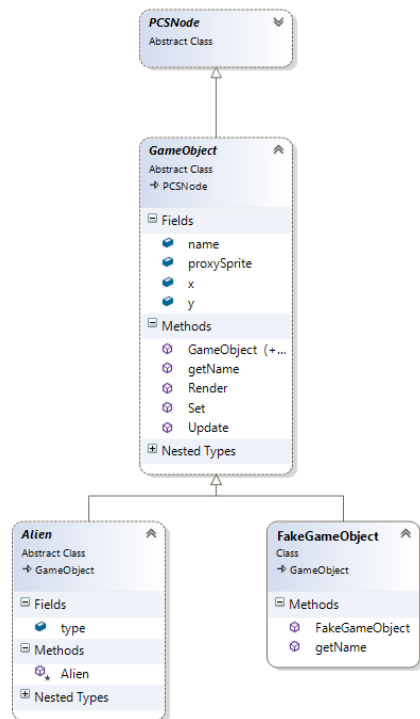 PCSNode
Abstract Class
GameObject
Abstract Class
PCSNode
Fields
name
proxySprite
x
y
Methods
GameObject (+...
getName
Render
Set
Update
Nested Types
Alien
Abstract Class
GameObject
Fields
type
Methods
Alien
Nested Types
FakeGameObject
Class
GameObject
Methods
FakeGameObject
getName